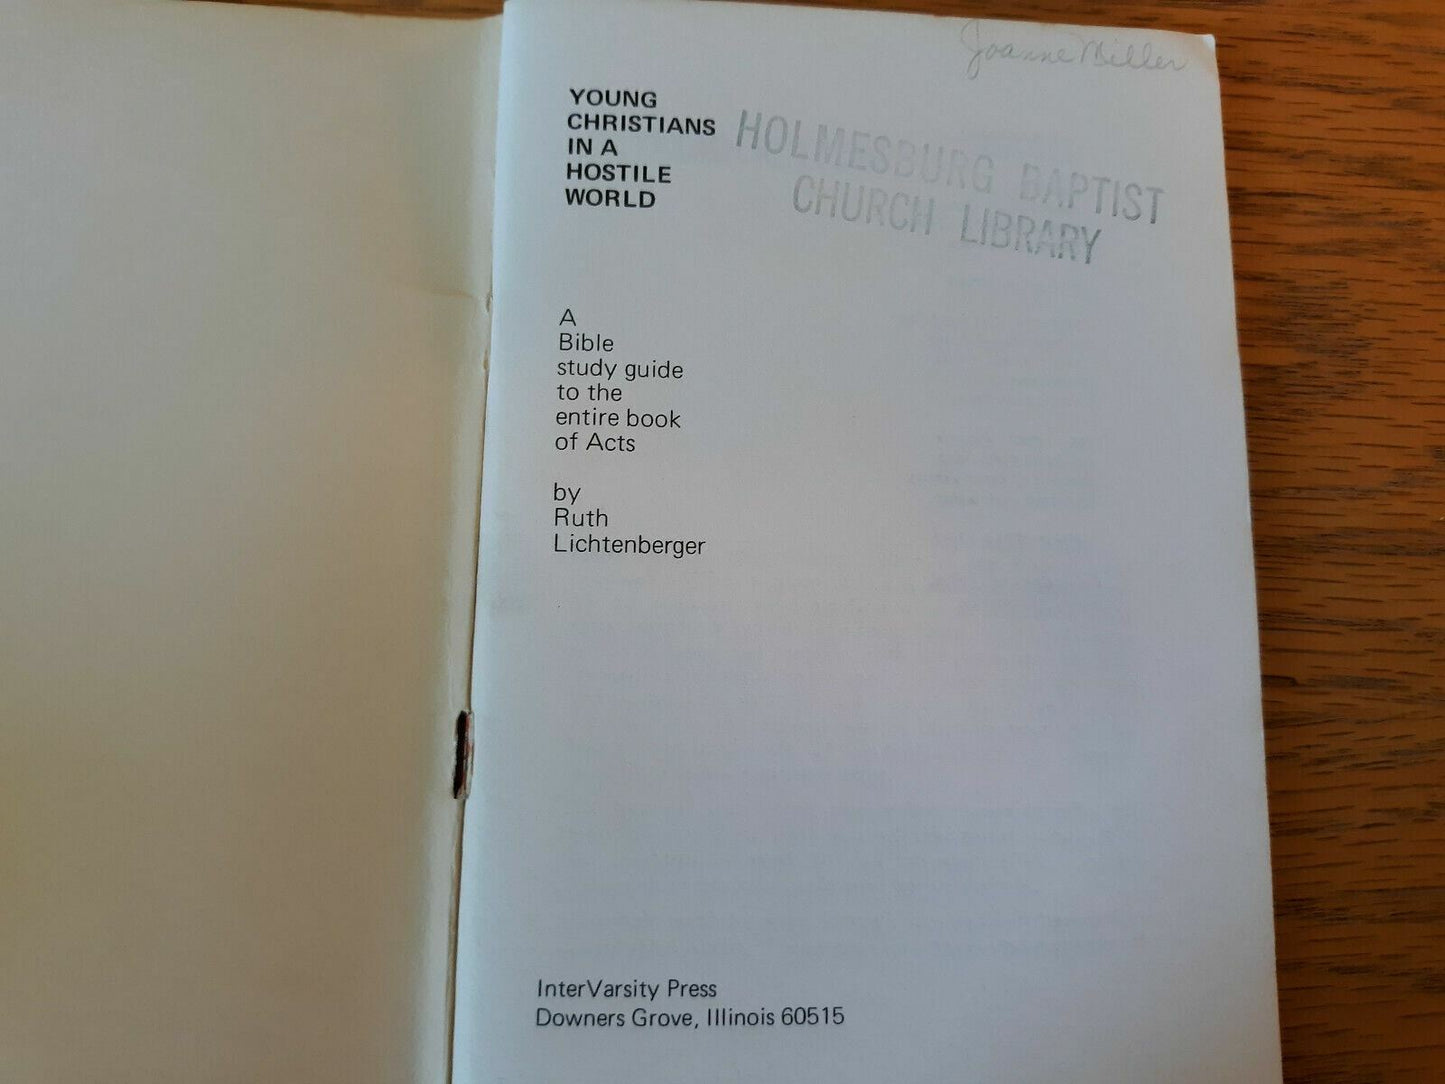 Joanne Miller
YOUNG
CHRISTIANS
IN A
HOSTILE
WORLD
HOLMESBURG BAPTIST
CHURCH LIBRARY
A
Bible
study guide
to the
entire book
of Acts
by
Ruth
Lichtenberger
InterVarsity Press
Downers Grove, Illinois 60515